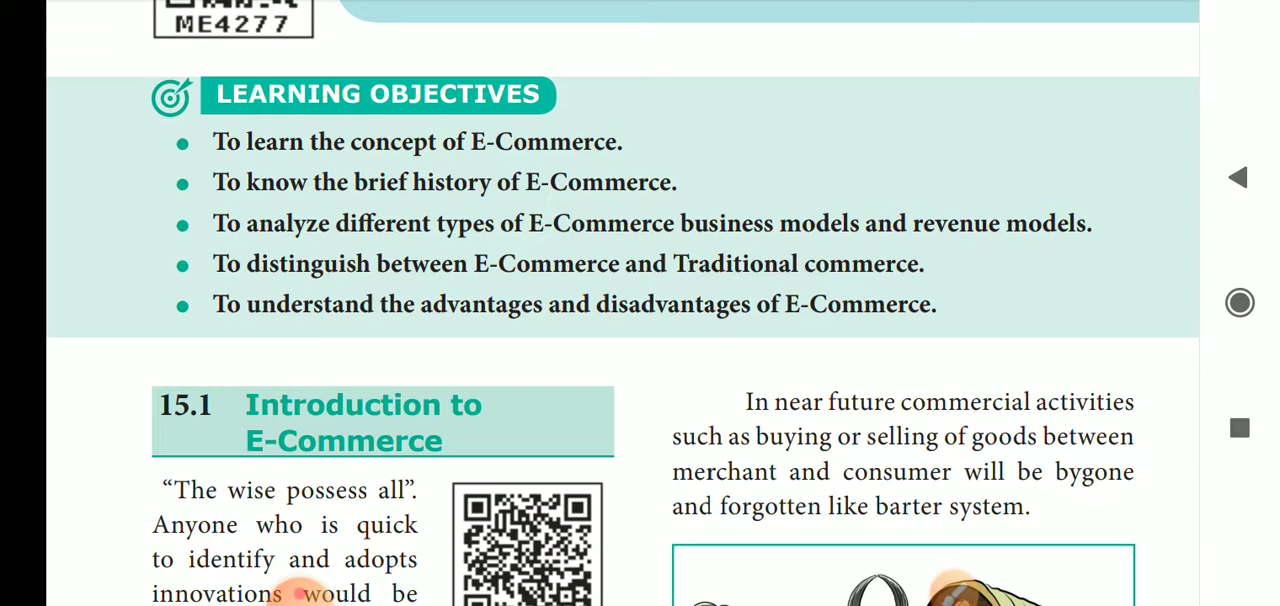 ME4277
LEARNING OBJECTIVES
To learn the concept of E-Commerce.
To know the brief history of E-Commerce.
To analyze different types of E-Commerce business models and revenue models.
To distinguish between E-Commerce and Traditional commerce.
To understand the advantages and disadvantages of E-Commerce.
15.1 Introduction to
E-Commerce
“The wise possess all”.
Anyone who is quick
to identify and adopts
innovations would be
In near future commercial activities
such as buying or selling of goods between
merchant and consumer will be bygone
and forgotten like barter system.